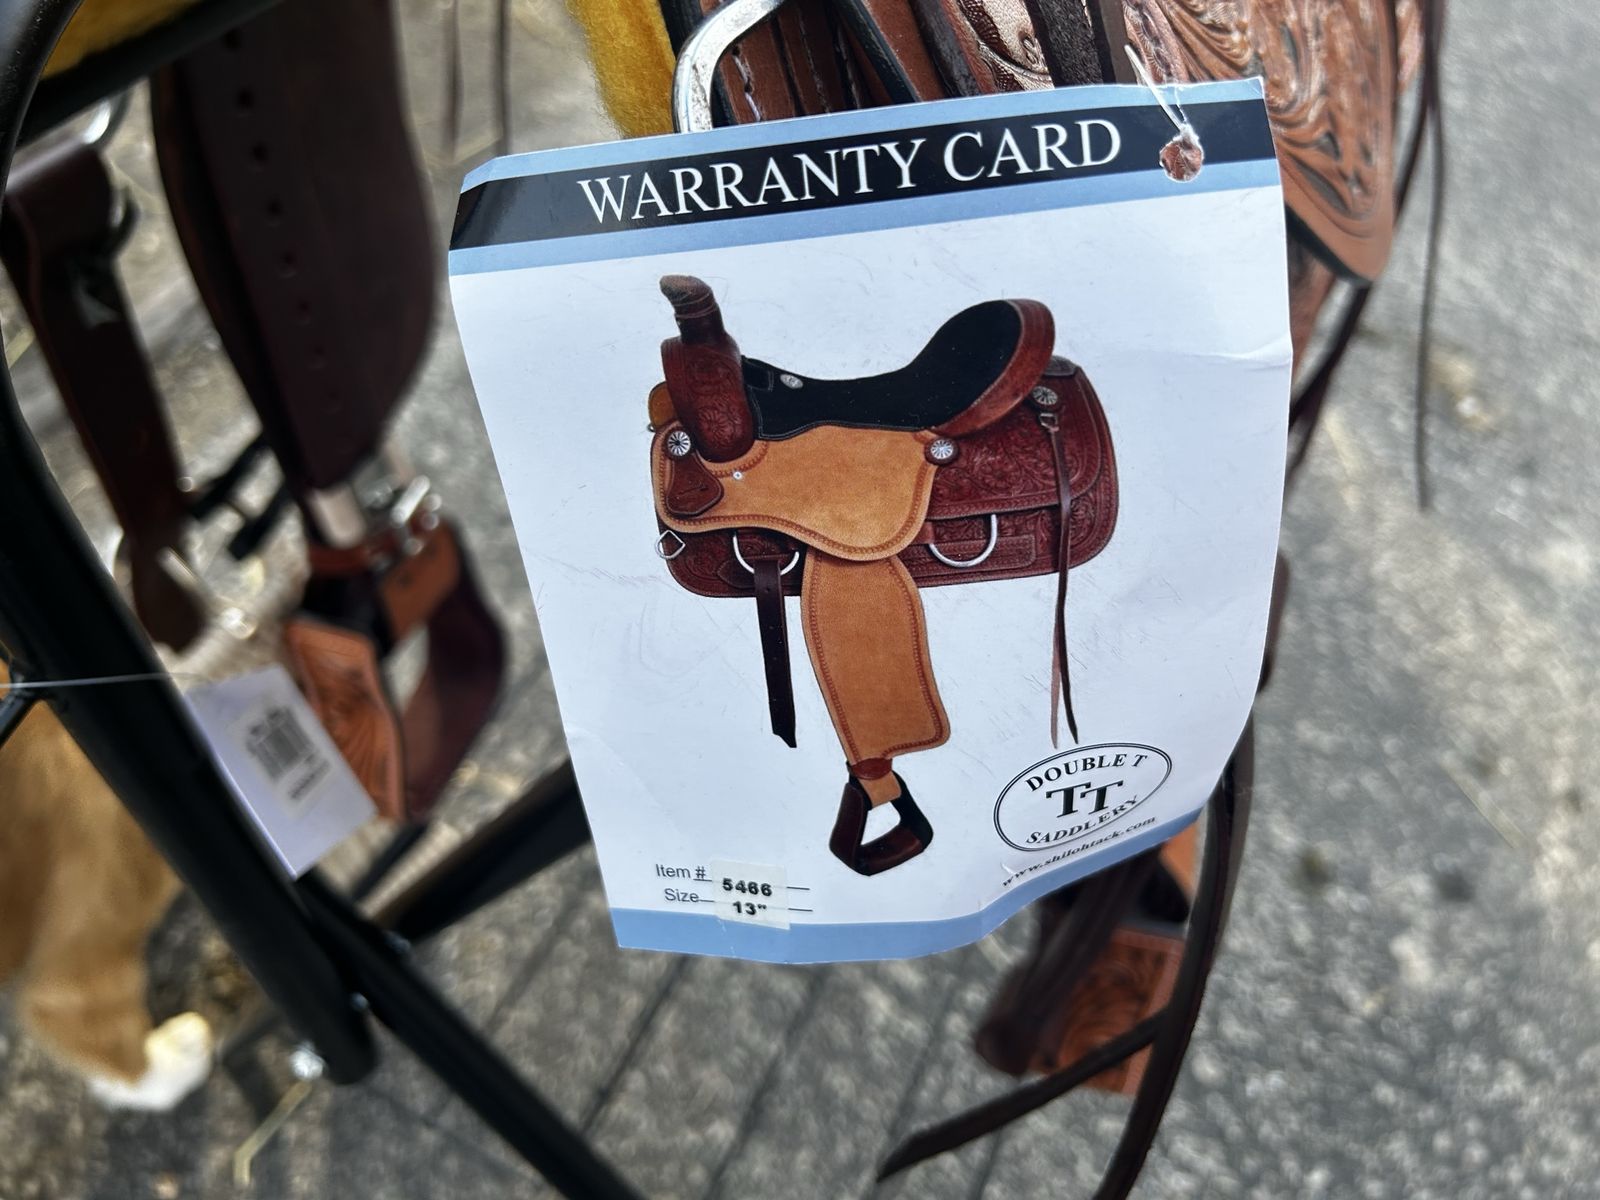 WARRANTY CARD
DOUBLE T
TT
SADDLERY
www.shilohtack.com
Item # 5466
Size 13"